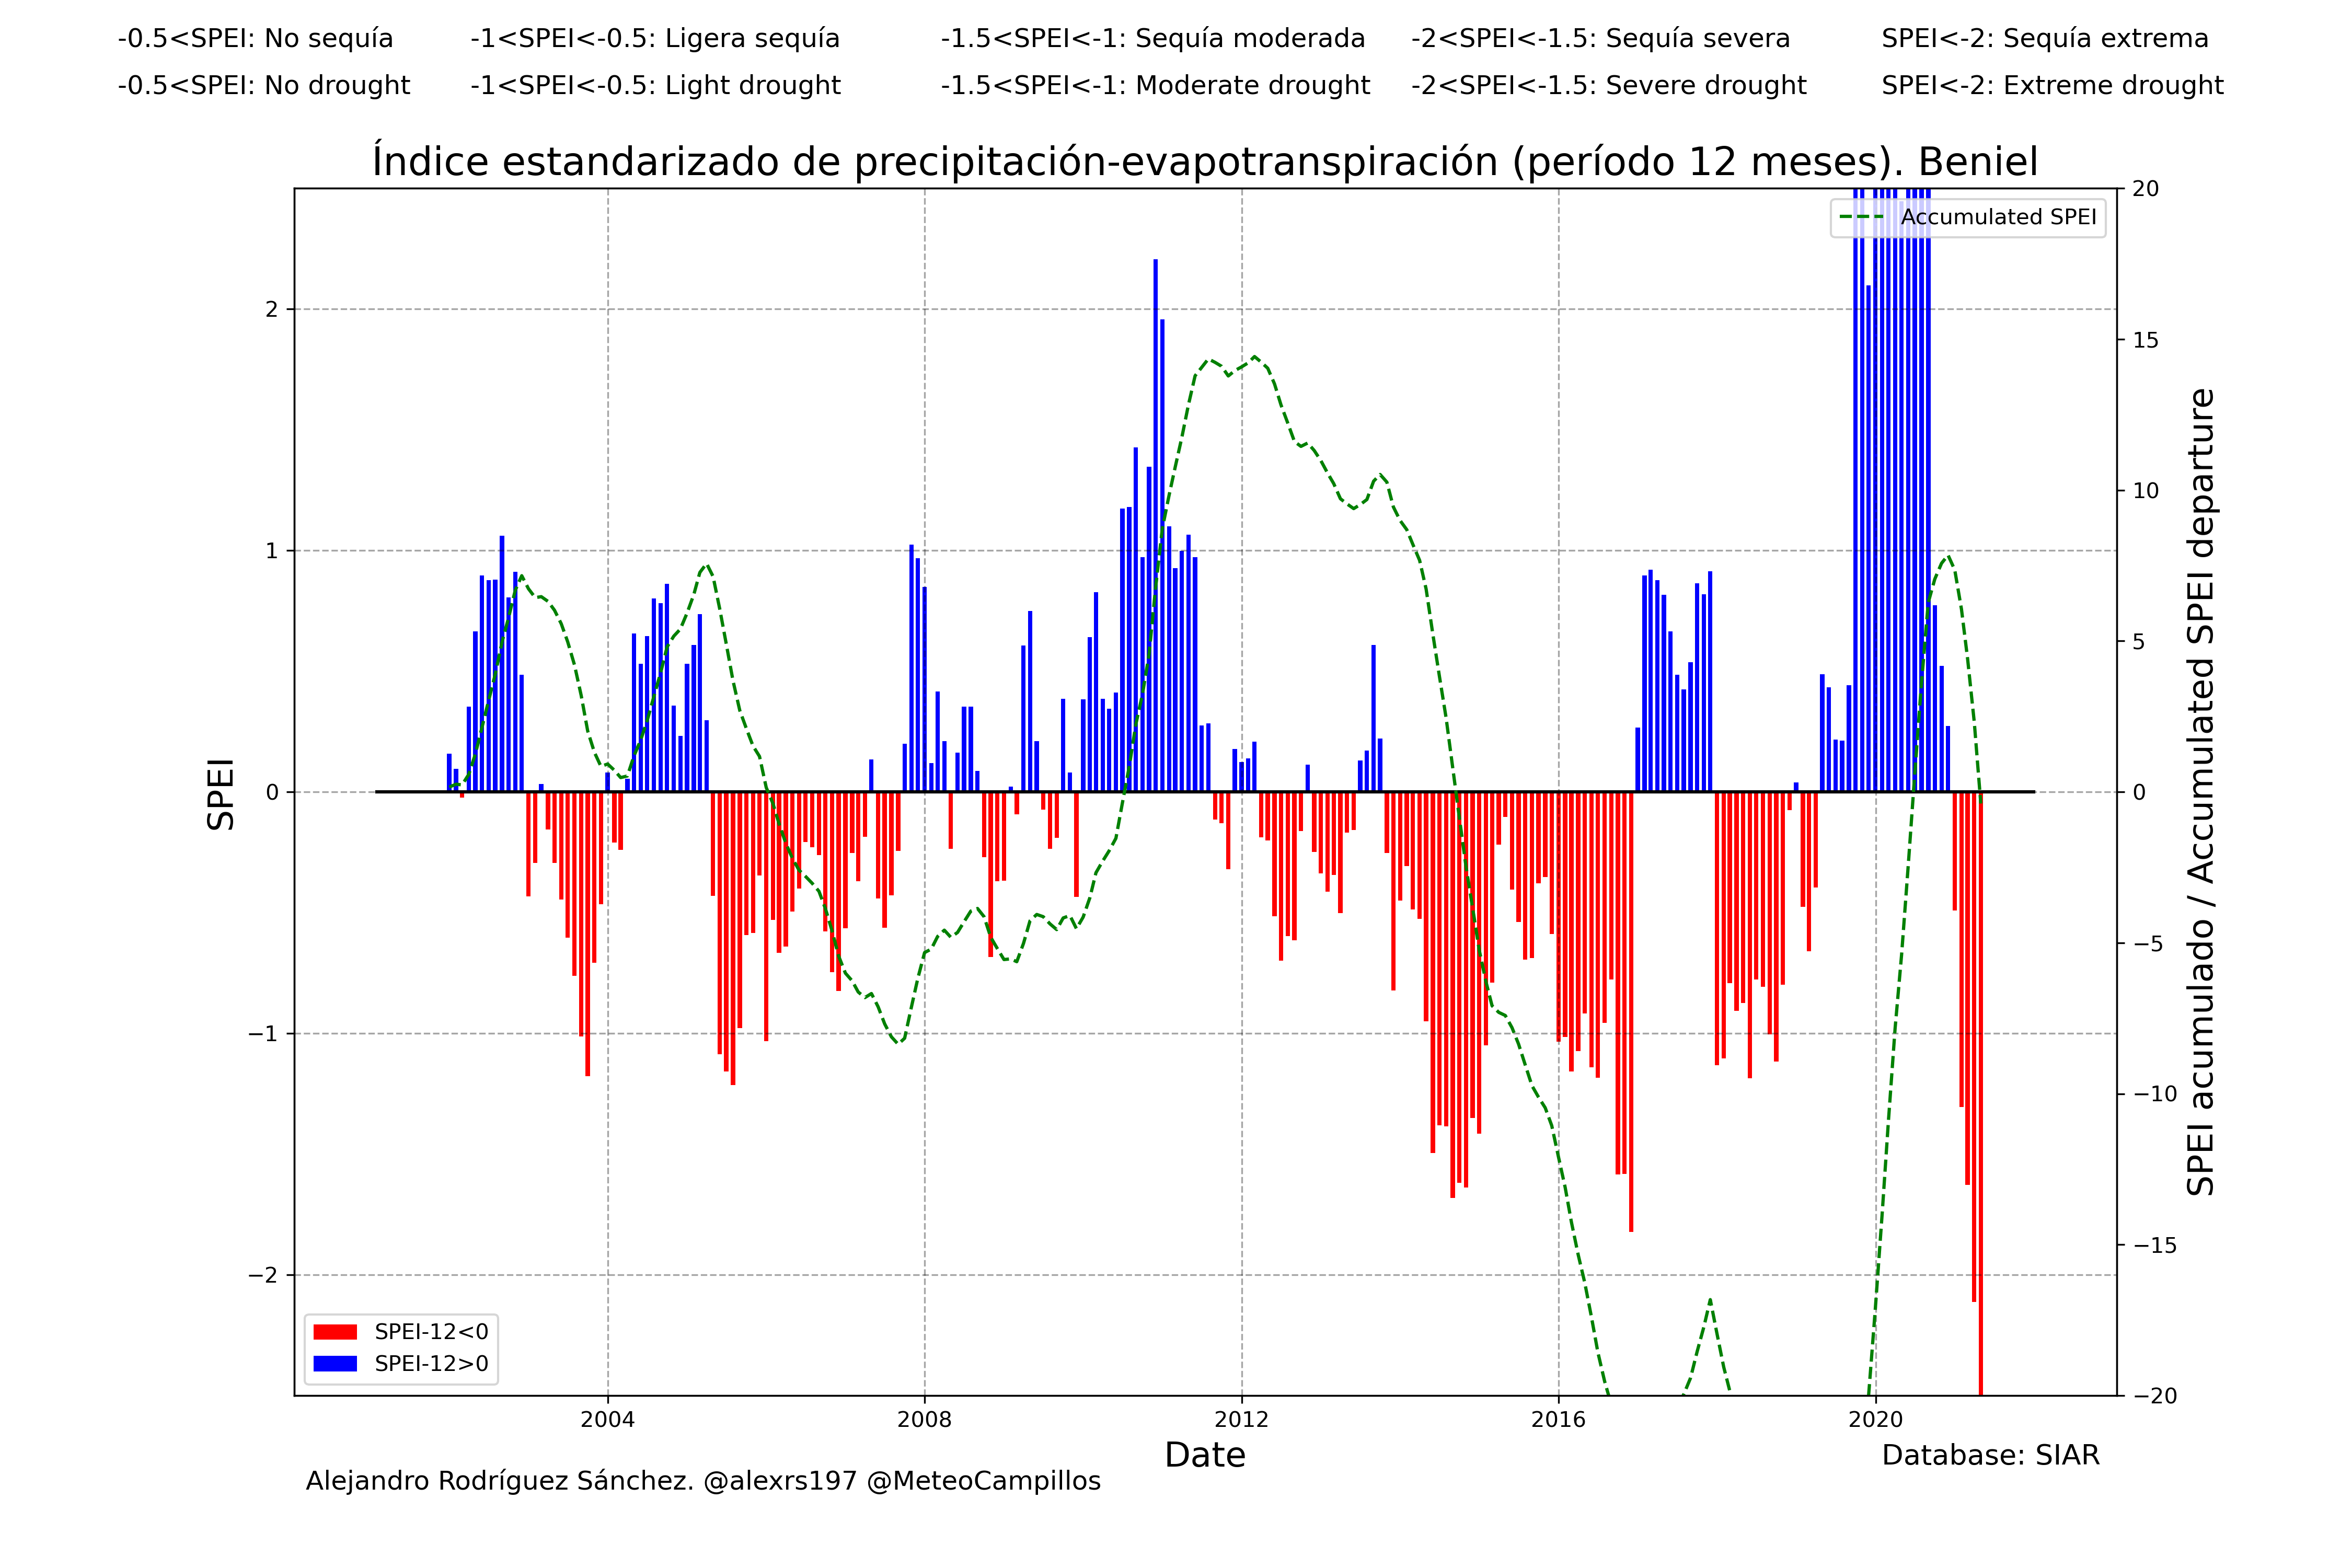 -0.5<SPEI: No sequía -1<SPEI<-0.5: Ligera sequía -1.5<SPEI<-1: Sequía moderada -2<SPEI<-1.5: Sequía severa SPEI<-2: Sequía extrema
-0.5<SPEI: No drought -1<SPEI<-0.5: Light drought -1.5<SPEI<-1: Moderate drought -2<SPEI<-1.5: Severe drought SPEI<-2: Extreme drought
Índice estandarizado de precipitación-evapotranspiración (período 12 meses). Beniel
Accumulated SPEI
SPEI
2
1
0
−1
−2
20
15
10
5
0
−5
−10
−15
−20
SPEI acumulado / Accumulated SPEI departure
SPEI-12<0
SPEI-12>0
2004 2008 2012 2016 2020
Date
Database: SIAR
Alejandro Rodríguez Sánchez. @alexrs197 @MeteoCampillos